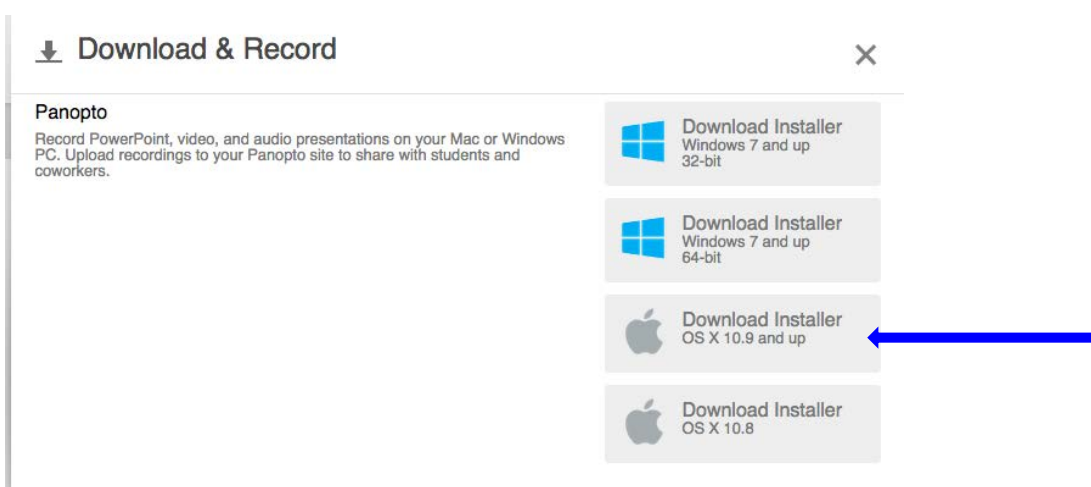 Download & Record
Panopto
Record PowerPoint, video, and audio presentations on your Mac or Windows
PC. Upload recordings to your Panopto site to share with students and
coworkers.
Download Installer
Windows 7 and up
32-bit
Download Installer
Windows 7 and up
64-bit
Download Installer
OS X 10.9 and up
Download Installer
OS X 10.8